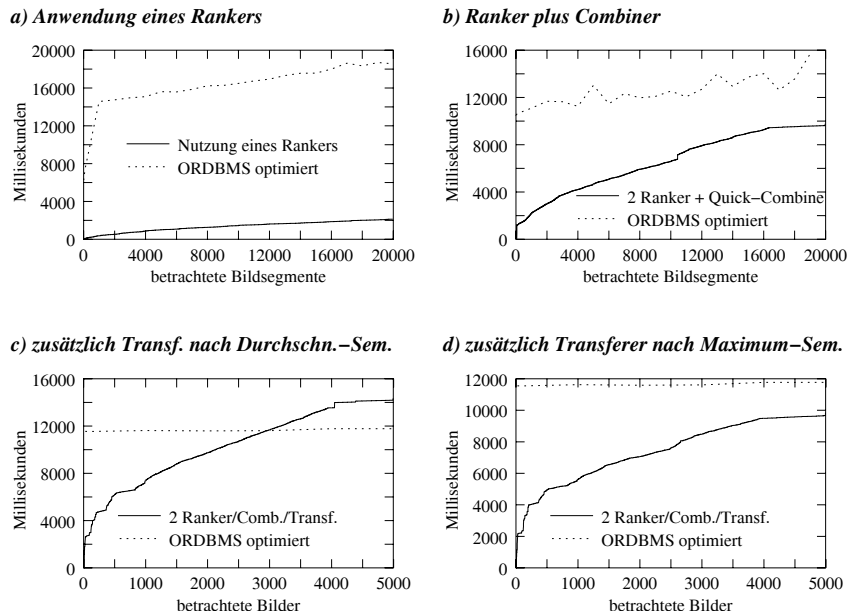 a) Anwendung eines Rankers
20000
16000
12000
8000
4000
0
Millisekunden
Nutzung eines Rankers
ORDBMS optimiert
0 4000 8000 12000 16000 20000
betrachtete Bildsegmente
b) Ranker plus Combiner
16000
12000
8000
4000
0
Millisekunden
2 Ranker + Quick−Combine
ORDBMS optimiert
0 4000 8000 12000 16000 20000
betrachtete Bildsegmente
c) zusätzlich Transf. nach Durchschn.−Sem.
16000
12000
8000
4000
0
Millisekunden
2 Ranker/Comb./Transf.
ORDBMS optimiert
0 1000 2000 3000 4000 5000
betrachtete Bilder
d) zusätzlich Transferer nach Maximum−Sem.
12000
10000
8000
6000
4000
2000
0
Millisekunden
2 Ranker/Comb./Transf.
ORDBMS optimiert
0 1000 2000 3000 4000 5000
betrachtete Bilder